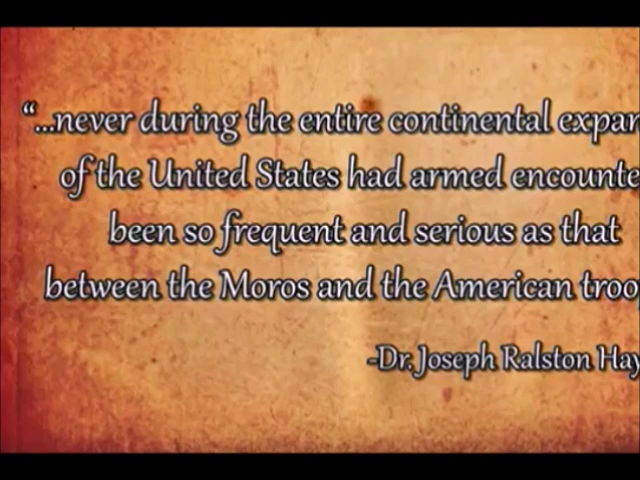 “...never during the entire continental expan
of the United States had armed encounte
been so frequent and serious as that
between the Moros and the American troo
-Dr. Joseph Ralston Hay